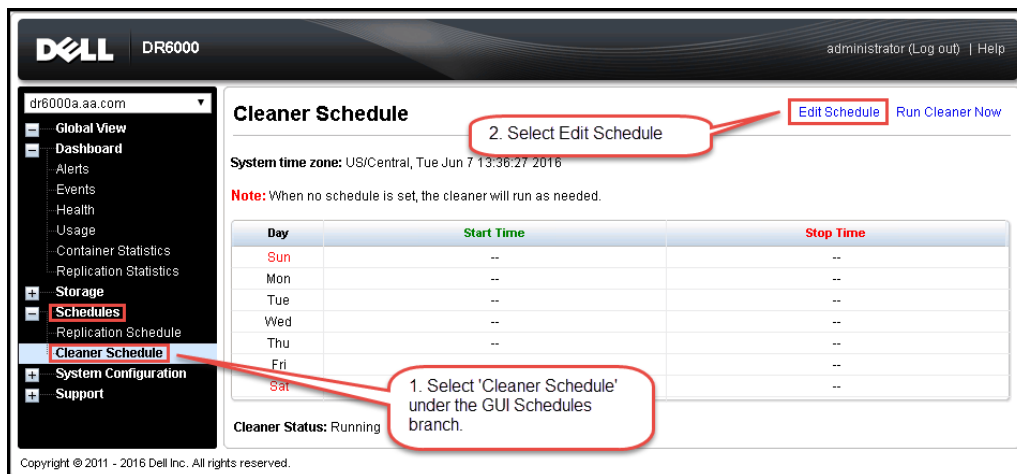 DELL DR6000
administrator (Log out) | Help
dr6000a.aa.com
Global View
Dashboard
Alerts
Events
Health
Usage
Container Statistics
Replication Statistics
Storage
Schedules
Replication Schedule
Cleaner Schedule
System Configuration
Support
Cleaner Schedule
Edit Schedule Run Cleaner Now
2. Select Edit Schedule
System time zone: US/Central, Tue Jun 7 13:36:27 2016
Note: When no schedule is set, the cleaner will run as needed.
Day Start Time Stop Time
Sun -- --
Mon -- --
Tue -- --
Wed -- --
Thu -- --
Fri --
Sat --
1. Select 'Cleaner Schedule'
under the GUI Schedules
branch.
Cleaner Status: Running
Copyright © 2011 - 2016 Dell Inc. All rights reserved.